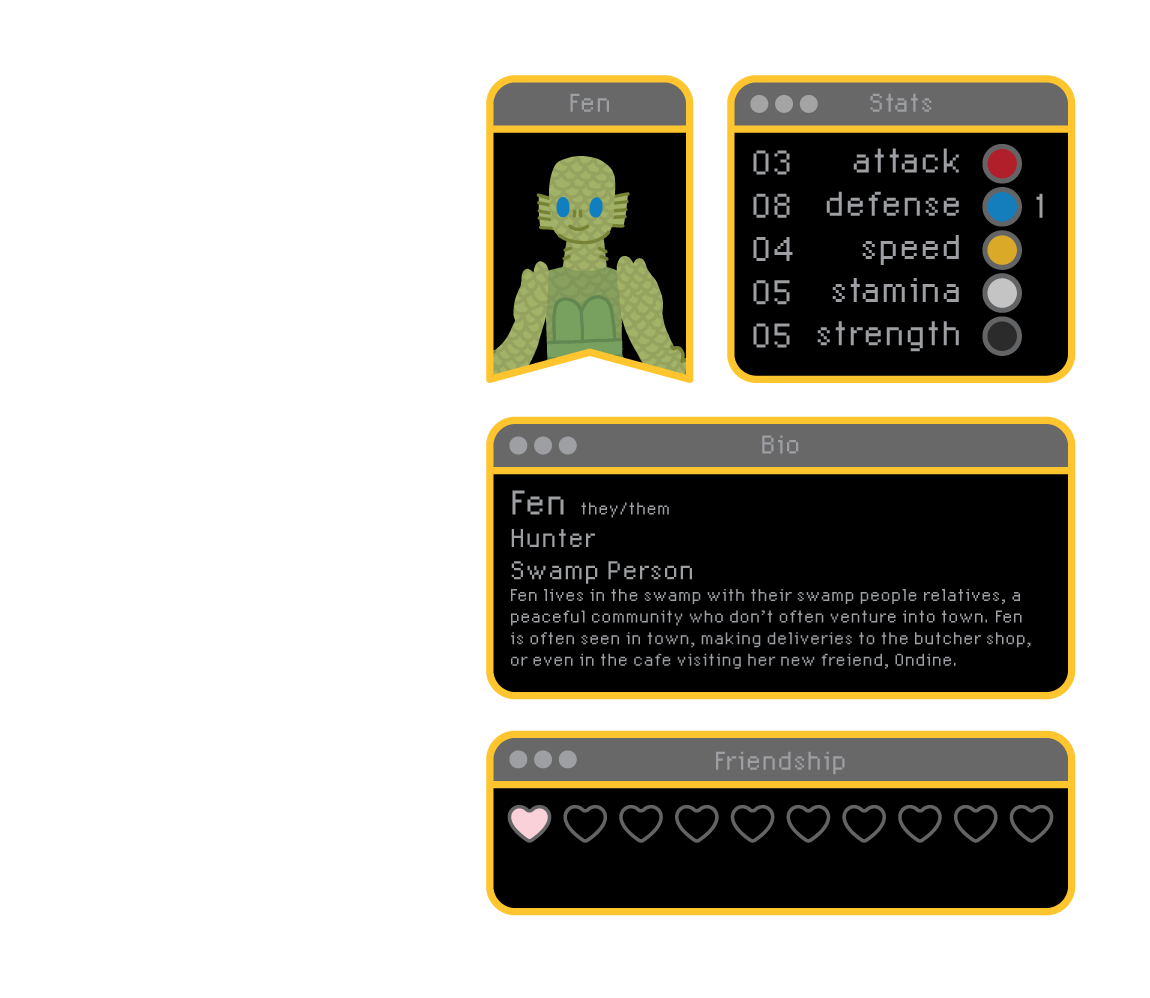 Fen
Stats
03 attack
08 defense 1
04 speed
05 stamina
05 strength
Bio
Fen they/them
Hunter
Swamp Person
Fen lives in the swamp with their swamp people relatives, a
peaceful community who don’t often venture into town. Fen
is often seen in town, making deliveries to the butcher shop,
or even in the cafe visiting her new freiend, Ondine.
Friendship